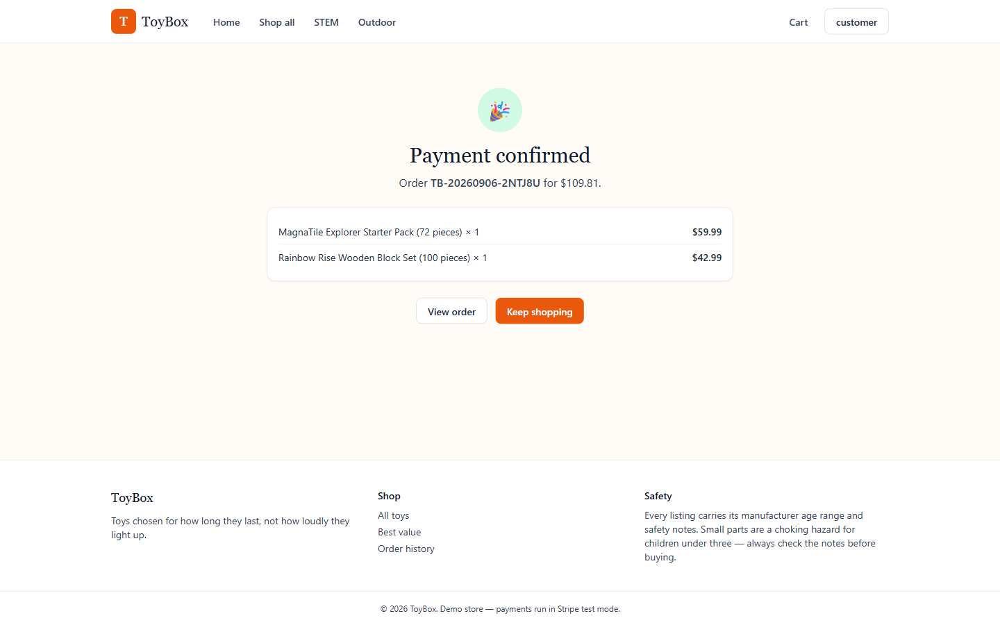 T ToyBox Home Shop all STEM Outdoor Cart customer
Payment confirmed
Order TB-20260906-2NTJ8U for $109.81.
MagnaTile Explorer Starter Pack (72 pieces) × 1 $59.99
Rainbow Rise Wooden Block Set (100 pieces) × 1 $42.99
View order Keep shopping
ToyBox
Toys chosen for how long they last, not how loudly they
light up.
Shop
All toys
Best value
Order history
Safety
Every listing carries its manufacturer age range and
safety notes. Small parts are a choking hazard for
children under three — always check the notes before
buying.
© 2026 ToyBox. Demo store — payments run in Stripe test mode.